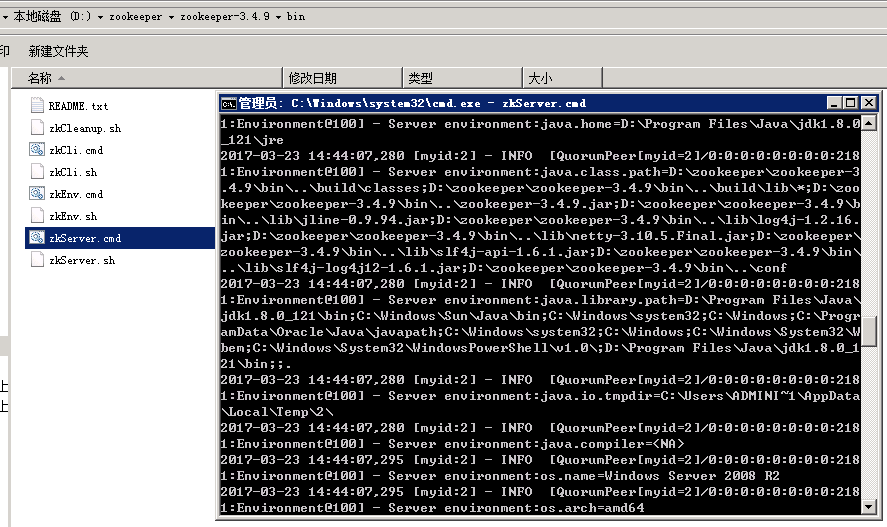 本地磁盘 (D:) ▾ zookeeper ▾ zookeeper-3.4.9 ▾ bin
印 新建文件夹
名称 修改日期 类型 大小
README.txt
zkCleanup.sh
zkCli.cmd
zkCli.sh
zkEnv.cmd
zkEnv.sh
zkServer.cmd
zkServer.sh
上
上
管理员: C:\Windows\system32\cmd.exe - zkServer.cmd
1:Environment@100] - Server environment:java.home=D:\Program Files\Java\jdk1.8.0
_121\jre
2017-03-23 14:44:07,280 [myid:2] - INFO  [QuorumPeer[myid=2]/0:0:0:0:0:0:0:0:218
1:Environment@100] - Server environment:java.class.path=D:\zookeeper\zookeeper-3
.4.9\bin\..\build\classes;D:\zookeeper\zookeeper-3.4.9\bin\..\build\lib\*;D:\zoo
keeper\zookeeper-3.4.9\bin\..\zookeeper-3.4.9.jar;D:\zookeeper\zookeeper-3.4.9\b
in\..\lib\jline-0.9.94.jar;D:\zookeeper\zookeeper-3.4.9\bin\..\lib\log4j-1.2.16.
jar;D:\zookeeper\zookeeper-3.4.9\bin\..\lib\netty-3.10.5.Final.jar;D:\zookeeper\
zookeeper-3.4.9\bin\..\lib\slf4j-api-1.6.1.jar;D:\zookeeper\zookeeper-3.4.9\bin\
..\lib\slf4j-log4j12-1.6.1.jar;D:\zookeeper\zookeeper-3.4.9\bin\..\conf
2017-03-23 14:44:07,280 [myid:2] - INFO  [QuorumPeer[myid=2]/0:0:0:0:0:0:0:0:218
1:Environment@100] - Server environment:java.library.path=D:\Program Files\Java\
jdk1.8.0_121\bin;C:\Windows\Sun\Java\bin;C:\Windows\system32;C:\Windows;C:\Progr
amData\Oracle\Java\javapath;C:\Windows\system32;C:\Windows;C:\Windows\System32\W
bem;C:\Windows\System32\WindowsPowerShell\v1.0\;D:\Program Files\Java\jdk1.8.0_1
21\bin;;.
2017-03-23 14:44:07,280 [myid:2] - INFO  [QuorumPeer[myid=2]/0:0:0:0:0:0:0:0:218
1:Environment@100] - Server environment:java.io.tmpdir=C:\Users\ADMINI~1\AppData
\Local\Temp\2\
2017-03-23 14:44:07,280 [myid:2] - INFO  [QuorumPeer[myid=2]/0:0:0:0:0:0:0:0:218
1:Environment@100] - Server environment:java.compiler=<NA>
2017-03-23 14:44:07,295 [myid:2] - INFO  [QuorumPeer[myid=2]/0:0:0:0:0:0:0:0:218
1:Environment@100] - Server environment:os.name=Windows Server 2008 R2
2017-03-23 14:44:07,295 [myid:2] - INFO  [QuorumPeer[myid=2]/0:0:0:0:0:0:0:0:218
1:Environment@100] - Server environment:os.arch=amd64